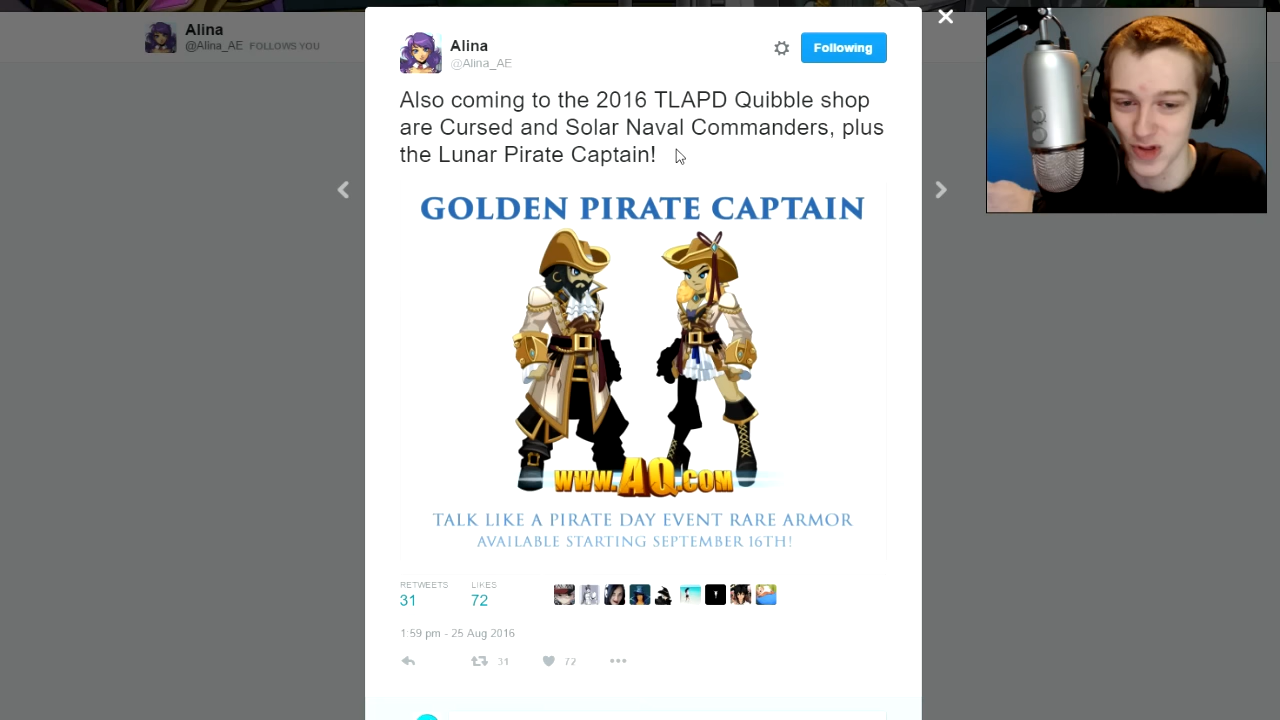 Alina
@Alina_AE FOLLOWS YOU
Alina
@Alina_AE
Following
Also coming to the 2016 TLAPD Quibble shop
are Cursed and Solar Naval Commanders, plus
the Lunar Pirate Captain!
GOLDEN PIRATE CAPTAIN
WWW.AQ.COM
TALK LIKE A PIRATE DAY EVENT RARE ARMOR
AVAILABLE STARTING SEPTEMBER 16TH!
RETWEETS LIKES
31 72
1:59 pm - 25 Aug 2016
31 72